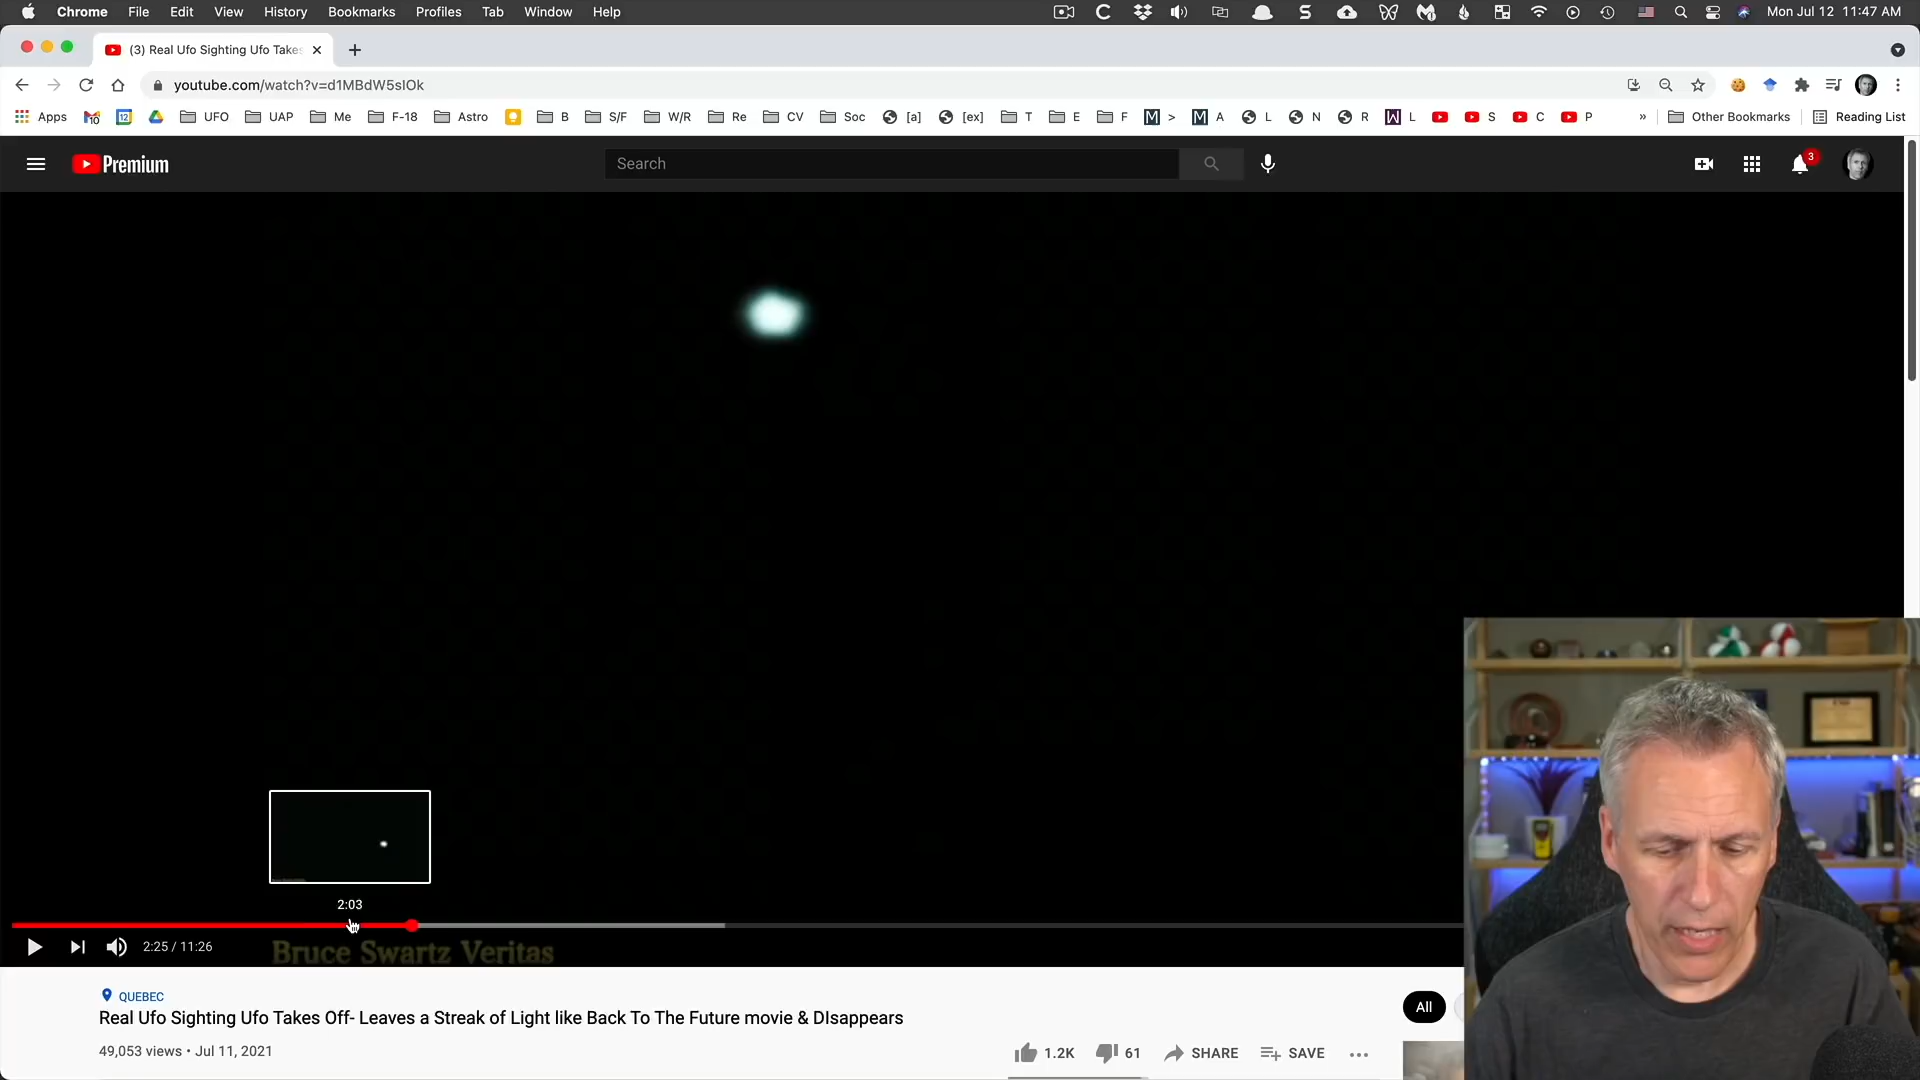 Chrome File Edit View History Bookmarks Profiles Tab Window Help Mon Jul 12 11:47 AM
(3) Real Ufo Sighting Ufo Takes
youtube.com/watch?v=d1MBdW5sIOk
Apps UFO UAP Me F-18 Astro B S/F W/R Re CV Soc [a] [ex] T E F > A L N R L S C P » Other Bookmarks Reading List
Premium Search 3
2:03
2:25 / 11:26
Bruce Swartz Veritas
QUEBEC
Real Ufo Sighting Ufo Takes Off- Leaves a Streak of Light like Back To The Future movie & DIsappears
All
49,053 views • Jul 11, 2021
1.2K 61 SHARE SAVE